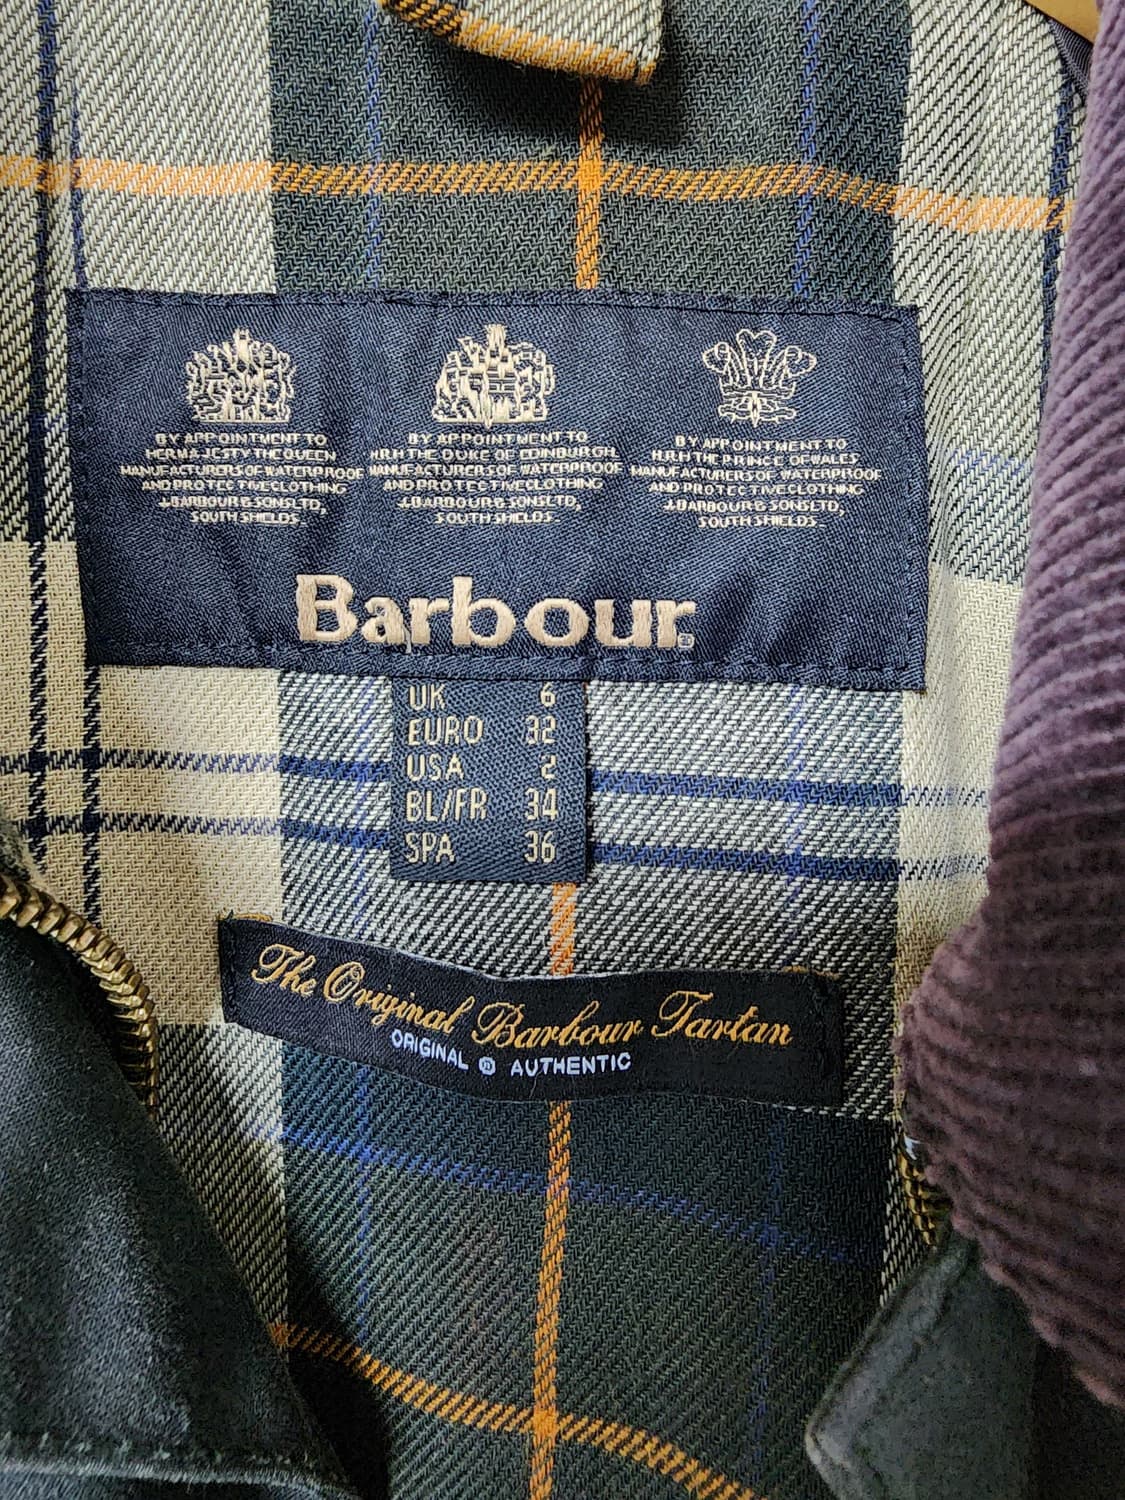 BY APPOINTMENT TO
HER MAJESTY THE QUEEN
MANUFACTURERS OF WATERPROOF
AND PROTECTIVE CLOTHING
J.BARBOUR & SONS LTD,
SOUTH SHIELDS
BY APPOINTMENT TO
H.R.H THE DUKE OF EDINBURGH
MANUFACTURERS OF WATERPROOF
AND PROTECTIVE CLOTHING
J.BARBOUR & SONS LTD,
SOUTH SHIELDS
BY APPOINTMENT TO
H.R.H THE PRINCE OF WALES
MANUFACTURERS OF WATERPROOF
AND PROTECTIVE CLOTHING
J.BARBOUR & SONS LTD,
SOUTH SHIELDS
Barbour®
UK 6
EURO 32
USA 2
BL/FR 34
SPA 36
The Original Barbour Tartan
ORIGINAL AUTHENTIC